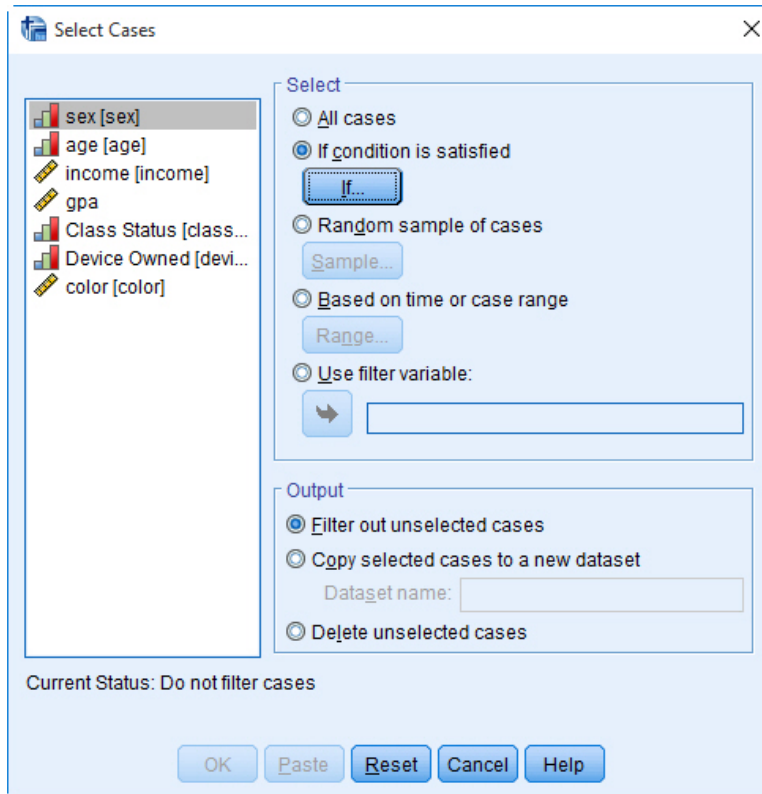 Select Cases
sex [sex]
age [age]
income [income]
gpa
Class Status [class...
Device Owned [devi...
color [color]
Select
All cases
If condition is satisfied
If...
Random sample of cases
Sample...
Based on time or case range
Range...
Use filter variable:
Output
Filter out unselected cases
Copy selected cases to a new dataset
Dataset name:
Delete unselected cases
Current Status: Do not filter cases
OK Paste Reset Cancel Help